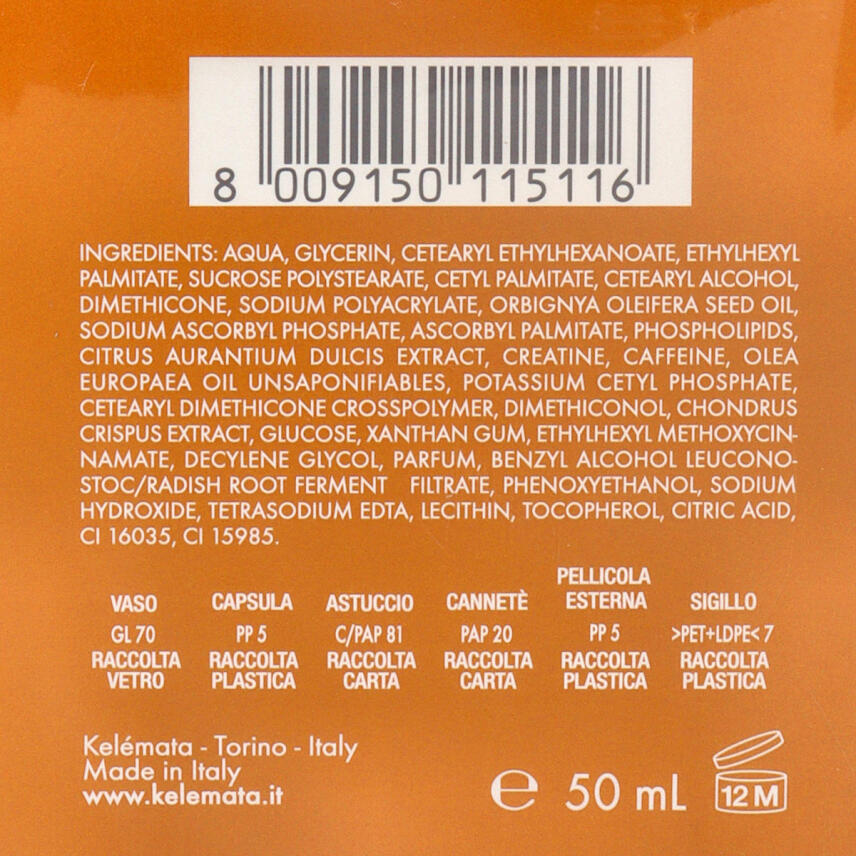 8 009150 115116
INGREDIENTS: AQUA, GLYCERIN, CETEARYL ETHYLHEXANOATE, ETHYLHEXYL
PALMITATE, SUCROSE POLYSTEARATE, CETYL PALMITATE, CETEARYL ALCOHOL,
DIMETHICONE, SODIUM POLYACRYLATE, ORBIGNYA OLEIFERA SEED OIL,
SODIUM ASCORBYL PHOSPHATE, ASCORBYL PALMITATE, PHOSPHOLIPIDS,
CITRUS AURANTIUM DULCIS EXTRACT, CREATINE, CAFFEINE, OLEA
EUROPAEA OIL UNSAPONIFIABLES, POTASSIUM CETYL PHOSPHATE,
CETEARYL DIMETHICONE CROSSPOLYMER, DIMETHICONOL, CHONDRUS
CRISPUS EXTRACT, GLUCOSE, XANTHAN GUM, ETHYLHEXYL METHOXYCIN-
NAMATE, DECYLENE GLYCOL, PARFUM, BENZYL ALCOHOL LEUCONO-
STOC/RADISH ROOT FERMENT FILTRATE, PHENOXYETHANOL, SODIUM
HYDROXIDE, TETRASODIUM EDTA, LECITHIN, TOCOPHEROL, CITRIC ACID,
CI 16035, CI 15985.
VASO
GL 70
RACCOLTA
VETRO
CAPSULA
PP 5
RACCOLTA
PLASTICA
ASTUCCIO
C/PAP 81
RACCOLTA
CARTA
CANNETÈ
PAP 20
RACCOLTA
CARTA
PELLICOLA
ESTERNA
PP 5
RACCOLTA
PLASTICA
SIGILLO
>PET+LDPE< 7
RACCOLTA
PLASTICA
Kelémata - Torino - Italy
Made in Italy
www.kelemata.it
℮ 50 mL
12 M